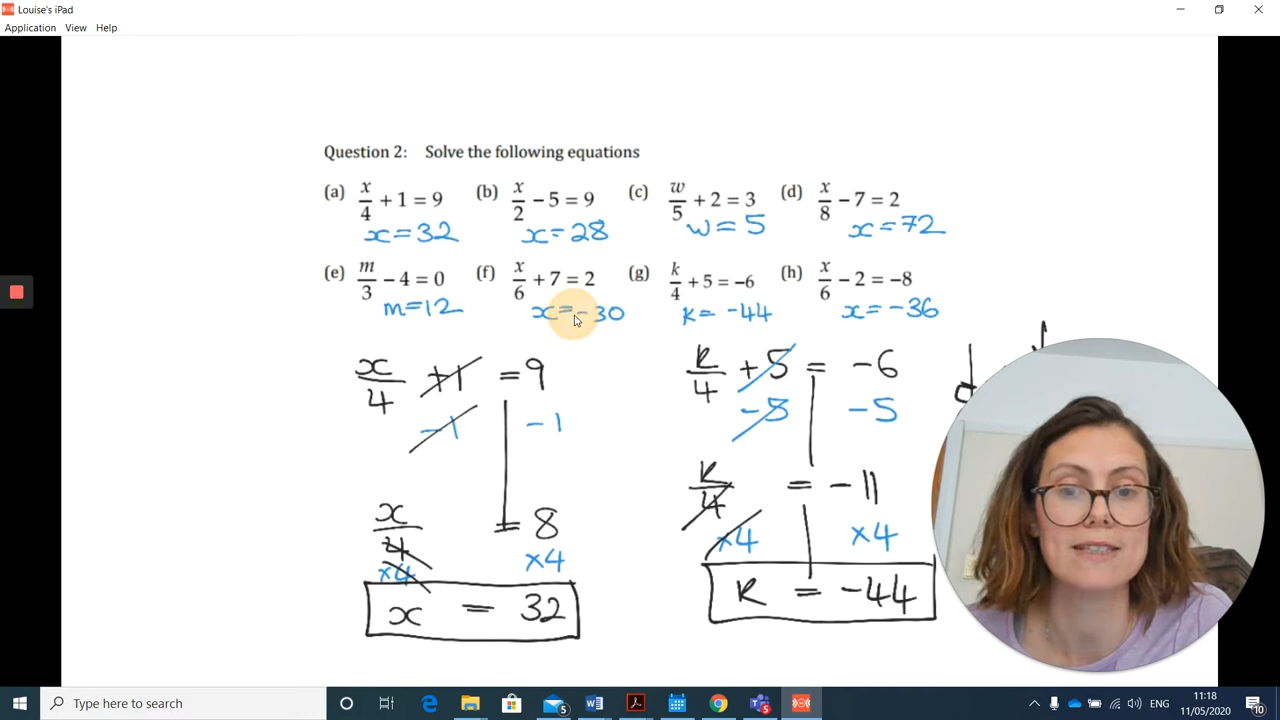 Louise's iPad
Application View Help
Question 2: Solve the following equations
(a) x/4 + 1 = 9 (b) x/2 − 5 = 9 (c) w/5 + 2 = 3 (d) x/8 − 7 = 2
x = 32 x = 28 w = 5 x = 72
(e) m/3 − 4 = 0 (f) x/6 + 7 = 2 (g) k/4 + 5 = −6 (h) x/6 − 2 = −8
m = 12 x = −30 k = −44 x = −36
x/4 +1 = 9
−1 −1
x/4 = 8
×4 ×4
x = 32
k/4 + 5 = −6
−5 −5
k/4 = −11
×4 ×4
k = −44
Type here to search
5
5
ENG
11:18
11/05/2020
10